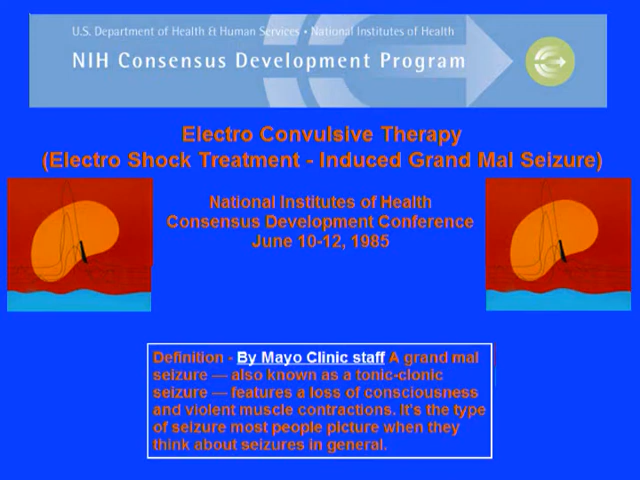 U.S. Department of Health & Human Services • National Institutes of Health
NIH Consensus Development Program
Electro Convulsive Therapy
(Electro Shock Treatment - Induced Grand Mal Seizure)
National Institutes of Health
Consensus Development Conference
June 10-12, 1985
Definition - By Mayo Clinic staff A grand mal
seizure — also known as a tonic-clonic
seizure — features a loss of consciousness
and violent muscle contractions. It's the type
of seizure most people picture when they
think about seizures in general.